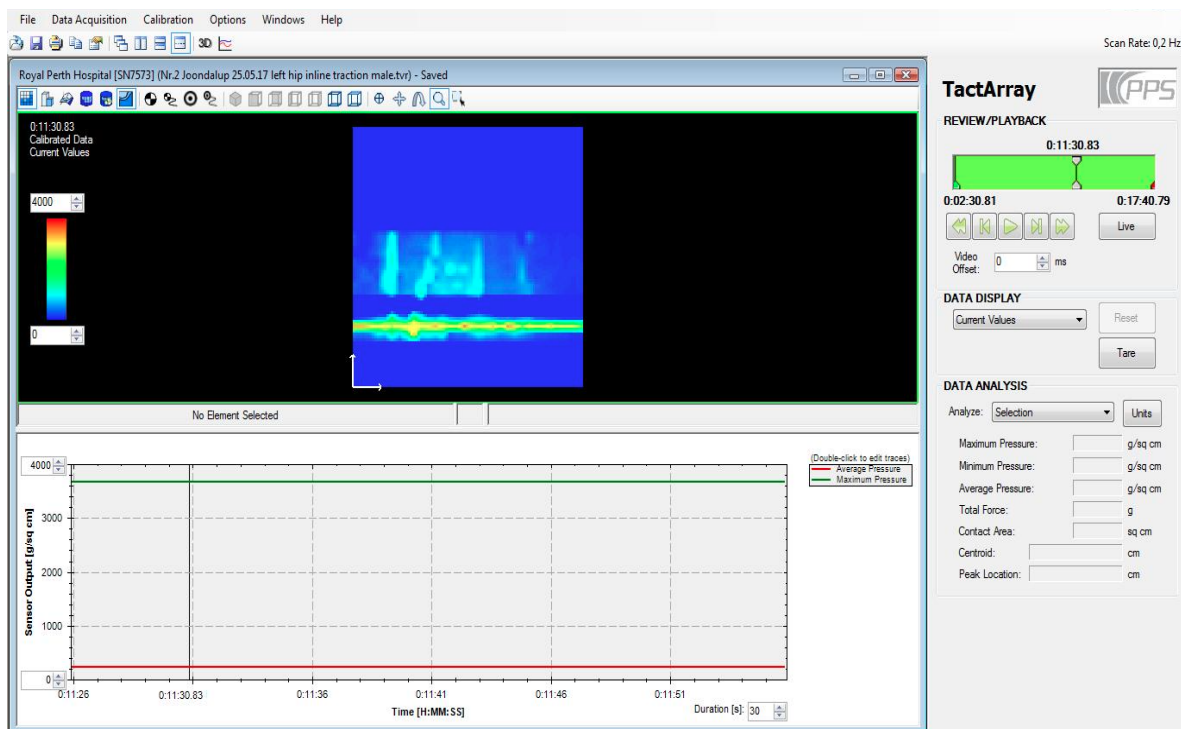 File Data Acquisition Calibration Options Windows Help
3D
Scan Rate: 0,2 Hz
Royal Perth Hospital [SN7573] (Nr.2 Joondalup 25.05.17 left hip inline traction male.tvr) - Saved
0:11:30.83
Calibrated Data
Current Values
4000
0
No Element Selected
(Double-click to edit traces)
Average Pressure
Maximum Pressure
Sensor Output [g/sq cm]
4000
3000
2000
1000
0
0:11:26 0:11:30.83 0:11:36 0:11:41 0:11:46 0:11:51
Time [H:MM:SS]
Duration [s]: 30
TactArray
PPS
REVIEW/PLAYBACK
0:11:30.83
0:02:30.81 0:17:40.79
Live
Video
Offset: 0 ms
DATA DISPLAY
Current Values Reset
Tare
DATA ANALYSIS
Analyze: Selection Units
Maximum Pressure: g/sq cm
Minimum Pressure: g/sq cm
Average Pressure: g/sq cm
Total Force: g
Contact Area: sq cm
Centroid: cm
Peak Location: cm